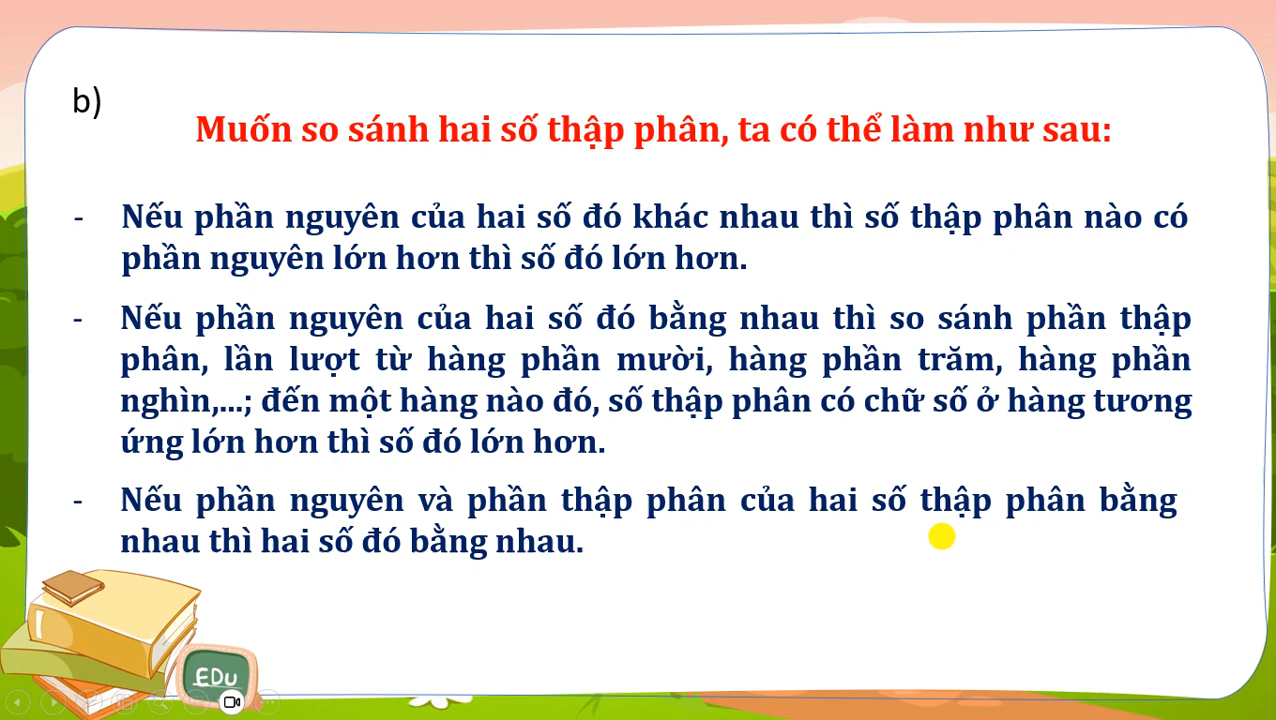 b)
Muốn so sánh hai số thập phân, ta có thể làm như sau:
- Nếu phần nguyên của hai số đó khác nhau thì số thập phân nào có
phần nguyên lớn hơn thì số đó lớn hơn.
- Nếu phần nguyên của hai số đó bằng nhau thì so sánh phần thập
phân, lần lượt từ hàng phần mười, hàng phần trăm, hàng phần
nghìn,...; đến một hàng nào đó, số thập phân có chữ số ở hàng tương
ứng lớn hơn thì số đó lớn hơn.
- Nếu phần nguyên và phần thập phân của hai số thập phân bằng
nhau thì hai số đó bằng nhau.
EDu